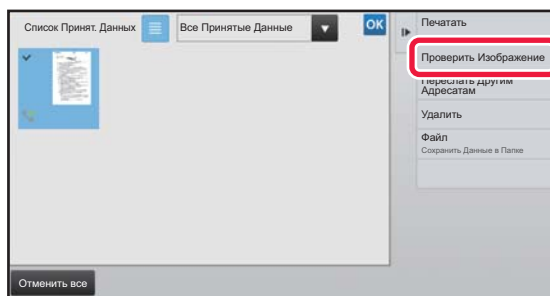 Список Принят. Данных
Все Принятые Данные
OK
Печатать
Проверить Изображение
Переслать Другим
Адресатам
Удалить
Файл
Сохранить Данные в Папке
Отменить все